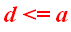 d <= a